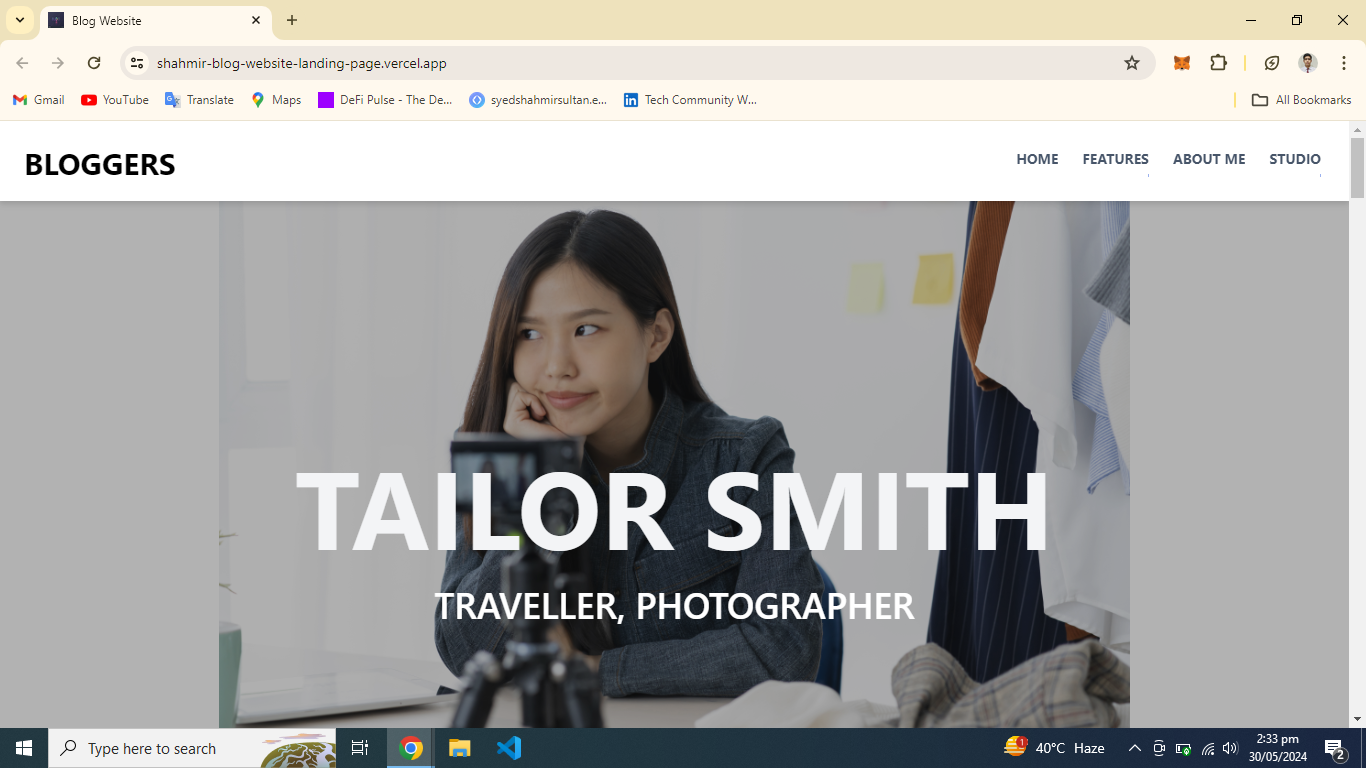 Blog Website
shahmir-blog-website-landing-page.vercel.app
Gmail
YouTube
Translate
Maps
DeFi Pulse - The De...
syedshahmirsultan.e...
Tech Community W...
All Bookmarks
BLOGGERS
HOME
FEATURES
ABOUT ME
STUDIO
TAILOR SMITH
TRAVELLER, PHOTOGRAPHER
Type here to search
1
40°C Haze
2:33 pm
30/05/2024
2